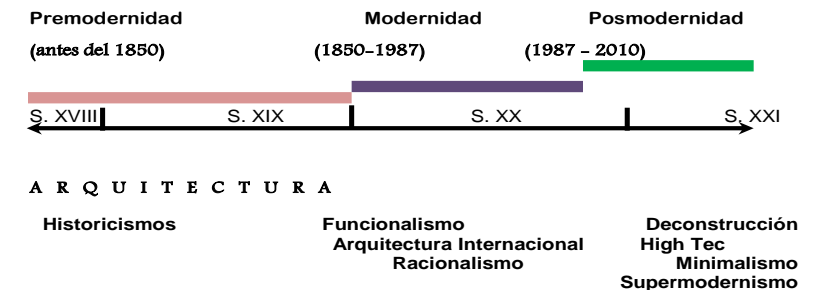 Premodernidad Modernidad Posmodernidad
(antes del 1850) (1850-1987) (1987 – 2010)
S. XVIII S. XIX S. XX S. XXI
A R Q U I T E C T U R A
Historicismos Funcionalismo Deconstrucción
Arquitectura Internacional High Tec
Racionalismo Minimalismo
Supermodernismo